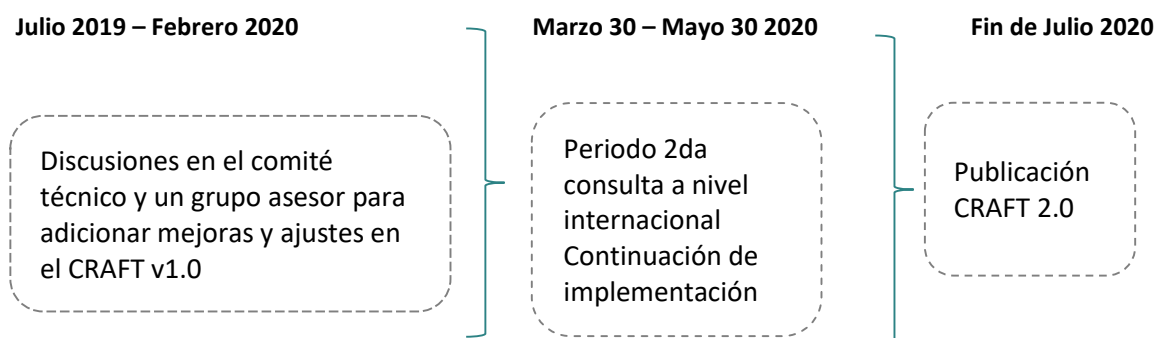 Julio 2019 – Febrero 2020
Marzo 30 – Mayo 30 2020
Fin de Julio 2020
Discusiones en el comité
técnico y un grupo asesor para
adicionar mejoras y ajustes en
el CRAFT v1.0
Periodo 2da
consulta a nivel
internacional
Continuación de
implementación
Publicación
CRAFT 2.0